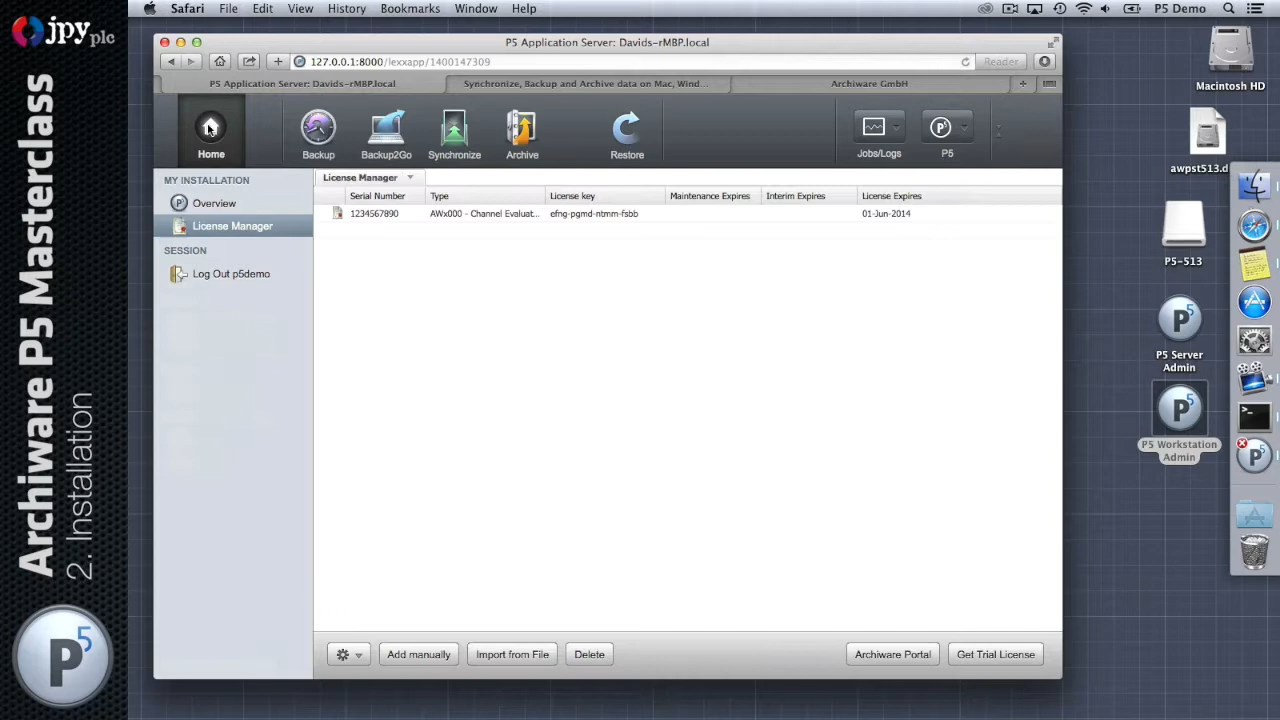 Safari File Edit View History Bookmarks Window Help P5 Demo
jpy plc
Archiware P5 Masterclass
2. Installation
P5
P5 Application Server: Davids-rMBP.local
127.0.0.1:8000/lexxapp/1400147309
Reader
P5 Application Server: Davids-rMBP.local
Synchronize, Backup and Archive data on Mac, Wind...
Archiware GmbH
Home
Backup
Backup2Go
Synchronize
Archive
Restore
Jobs/Logs
P5
MY INSTALLATION
Overview
License Manager
SESSION
Log Out p5demo
License Manager
Serial Number Type License key Maintenance Expires Interim Expires License Expires
1234567890 AWx000 - Channel Evaluat... efng-pgmd-ntmm-fsbb 01-Jun-2014
Add manually
Import from File
Delete
Archiware Portal
Get Trial License
Macintosh HD
awpst513.d
P5-513
P5 Server
Admin
P5 Workstation
Admin